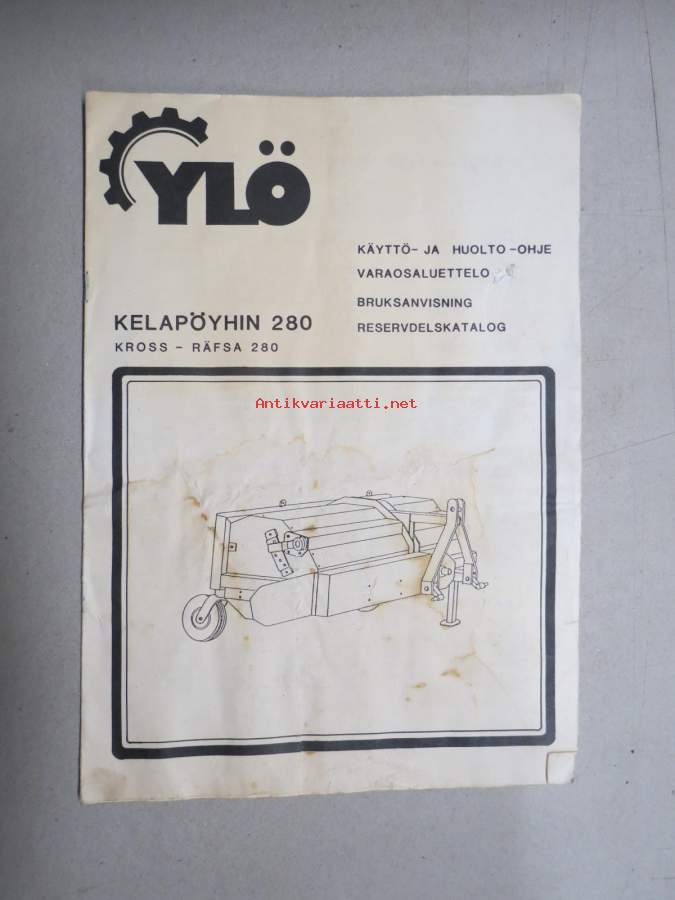 YLÖ
KÄYTTÖ- JA HUOLTO-OHJE
VARAOSALUETTELO
BRUKSANVISNING
RESERVDELSKATALOG
KELAPÖYHIN 280
KROSS - RÄFSA 280
Antikvariaatti.net